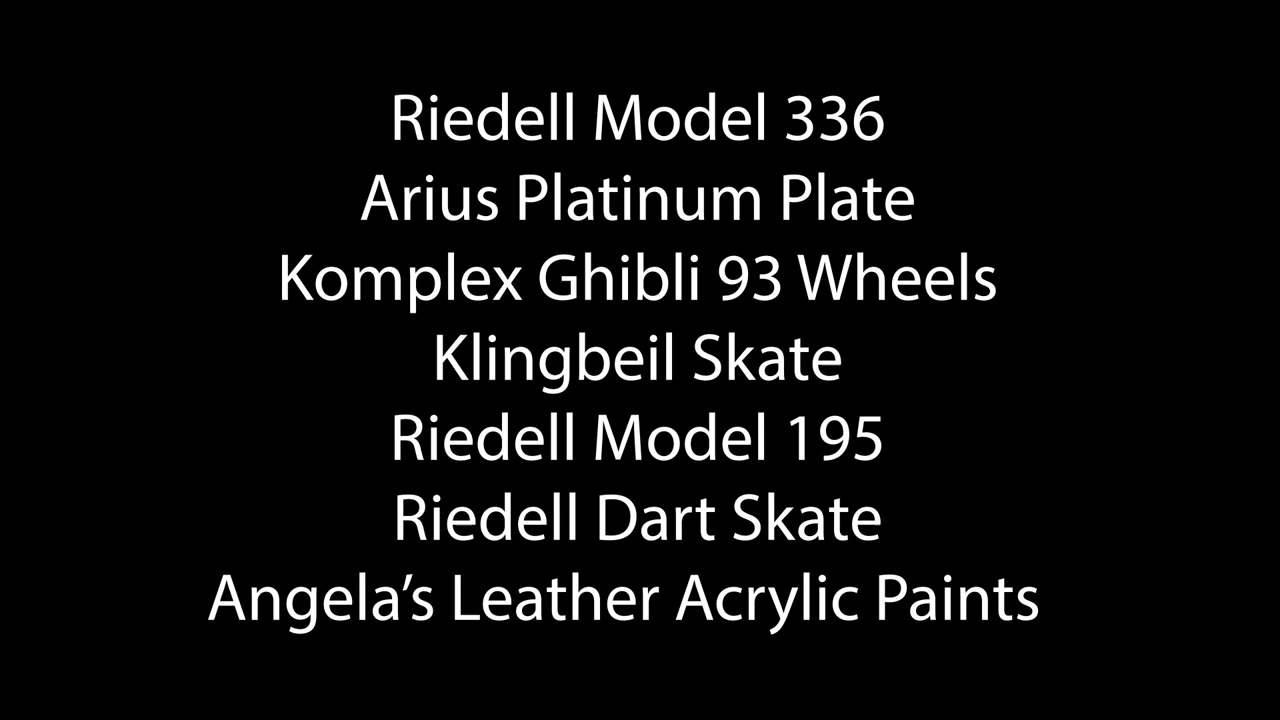 Riedell Model 336
Arius Platinum Plate
Komplex Ghibli 93 Wheels
Klingbeil Skate
Riedell Model 195
Riedell Dart Skate
Angela’s Leather Acrylic Paints